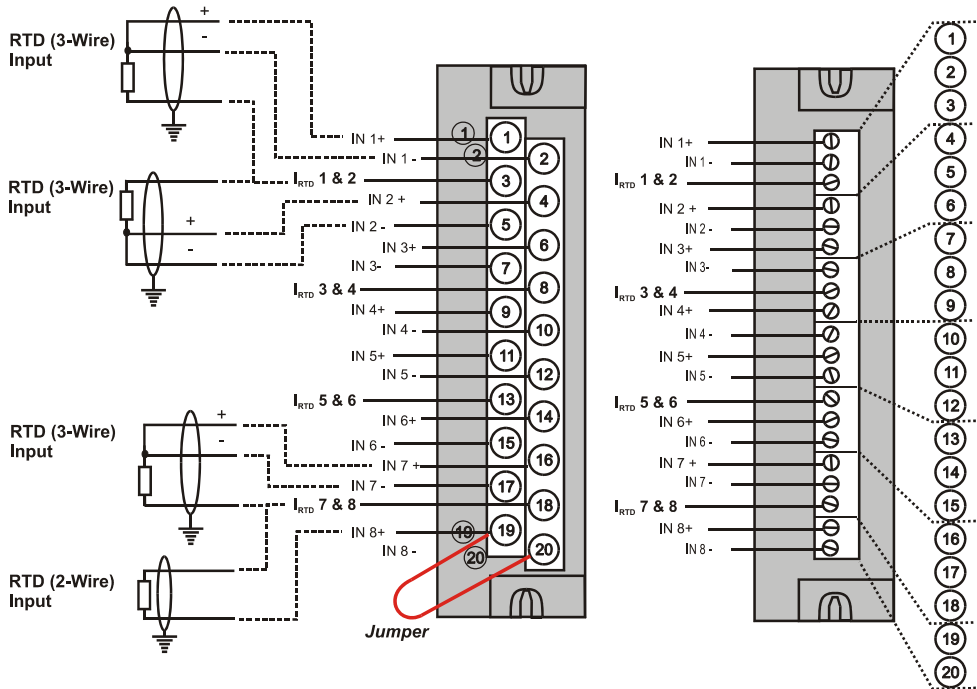 RTD (3-Wire)
Input
+
-
RTD (3-Wire)
Input
+
-
RTD (3-Wire)
Input
+
-
RTD (2-Wire)
Input
IN 1+
IN 1 -
IRTD 1 & 2
IN 2 +
IN 2 -
IN 3+
IN 3-
IRTD 3 & 4
IN 4+
IN 4 -
IN 5+
IN 5 -
IRTD 5 & 6
IN 6+
IN 6 -
IN 7 +
IN 7 -
IRTD 7 & 8
IN 8+
IN 8 -
1
2
19
20
1
2
3
4
5
6
7
8
9
10
11
12
13
14
15
16
17
18
19
20
Jumper
IN 1+
IN 1 -
IRTD 1 & 2
IN 2 +
IN 2 -
IN 3+
IN 3-
IRTD 3 & 4
IN 4+
IN 4 -
IN 5+
IN 5 -
IRTD 5 & 6
IN 6+
IN 6 -
IN 7 +
IN 7 -
IRTD 7 & 8
IN 8+
IN 8 -
1
2
3
4
5
6
7
8
9
10
11
12
13
14
15
16
17
18
19
20